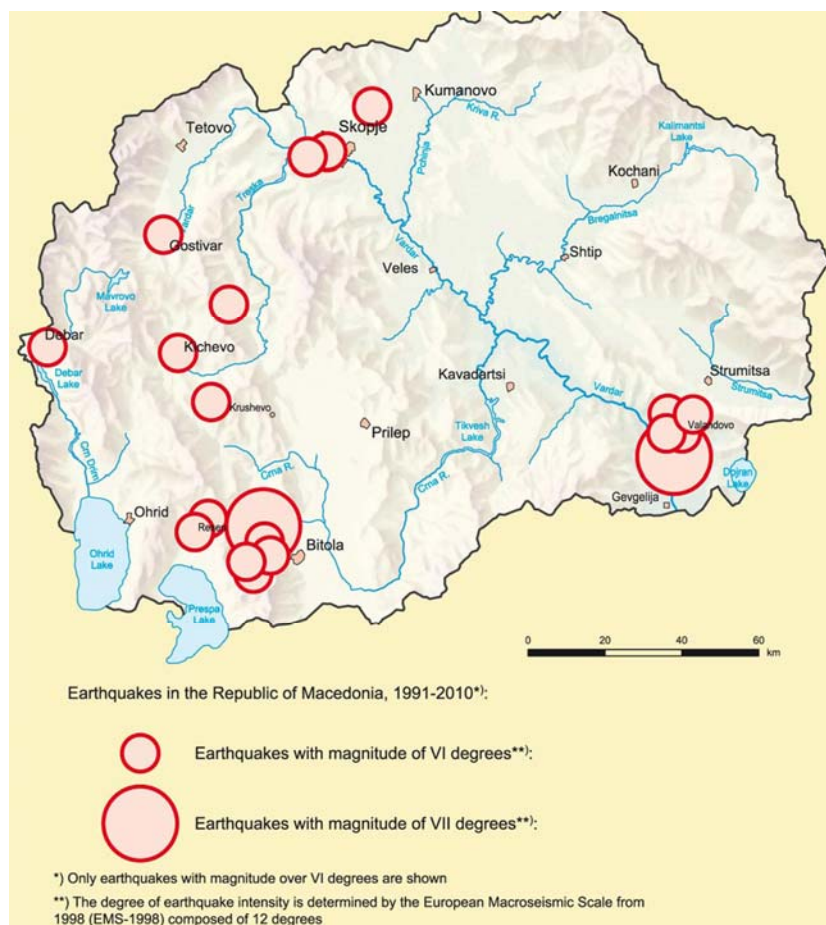 Kumanovo
Kriva R.
Tetovo
Skopje
Kalimantsi
Lake
Pchinja
Kochani
Treska
Vardar
Bregalnitsa
Gostivar
Vardar
Shtip
Veles
Mavrovo
Lake
Debar
Kichevo
Debar
Lake
Strumitsa
Kavadartsi
Vardar
Strumitsa
Krushevo
Valandovo
Prilep
Tikvesh
Lake
Crn Drim
Crna R.
Crna R.
Dojran
Lake
Gevgelija
Ohrid
Resen
Bitola
Ohrid
Lake
Prespa
Lake
0 20 40 60
km
Earthquakes in the Republic of Macedonia, 1991-2010*):
Earthquakes with magnitude of VI degrees**):
Earthquakes with magnitude of VII degrees**):
*) Only earthquakes with magnitude over VI degrees are shown
**) The degree of earthquake intensity is determined by the European Macroseismic Scale from
1998 (EMS-1998) composed of 12 degrees